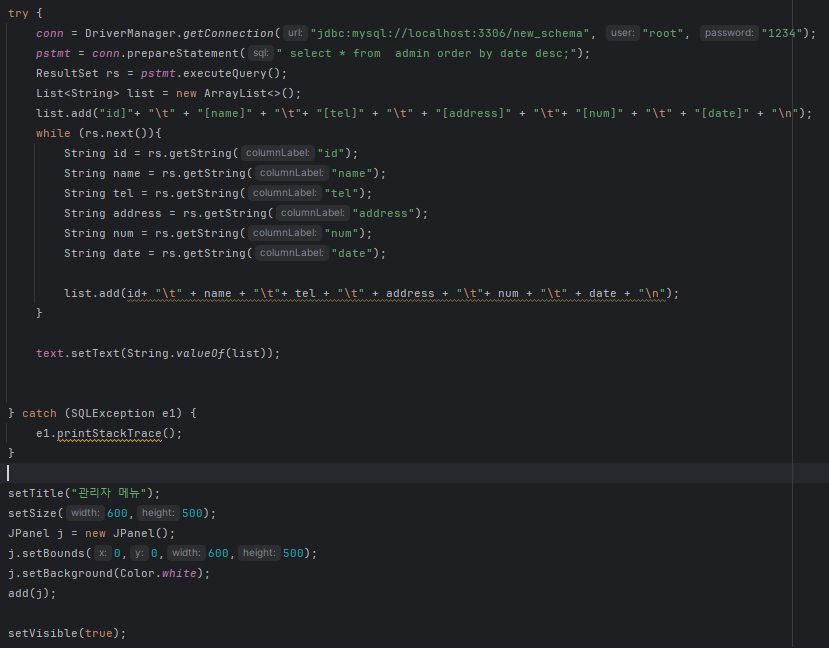 try {
conn = DriverManager.getConnection( url: "jdbc:mysql://localhost:3306/new_schema", user: "root", password: "1234");
pstmt = conn.prepareStatement( sql: " select * from  admin order by date desc;");
ResultSet rs = pstmt.executeQuery();
List<String> list = new ArrayList<>();
list.add("id]"+ "\t" + "[name]" + "\t"+ "[tel]" + "\t" + "[address]" + "\t"+ "[num]" + "\t" + "[date]" + "\n");
while (rs.next()){
String id = rs.getString( columnLabel: "id");
String name = rs.getString( columnLabel: "name");
String tel = rs.getString( columnLabel: "tel");
String address = rs.getString( columnLabel: "address");
String num = rs.getString( columnLabel: "num");
String date = rs.getString( columnLabel: "date");
list.add(id+ "\t" + name + "\t"+ tel + "\t" + address + "\t"+ num + "\t" + date + "\n");
}
text.setText(String.valueOf(list));
} catch (SQLException e1) {
e1.printStackTrace();
}
setTitle("관리자 메뉴");
setSize( width: 600, height: 500);
JPanel j = new JPanel();
j.setBounds( x: 0, y: 0, width: 600, height: 500);
j.setBackground(Color.white);
add(j);
setVisible(true);